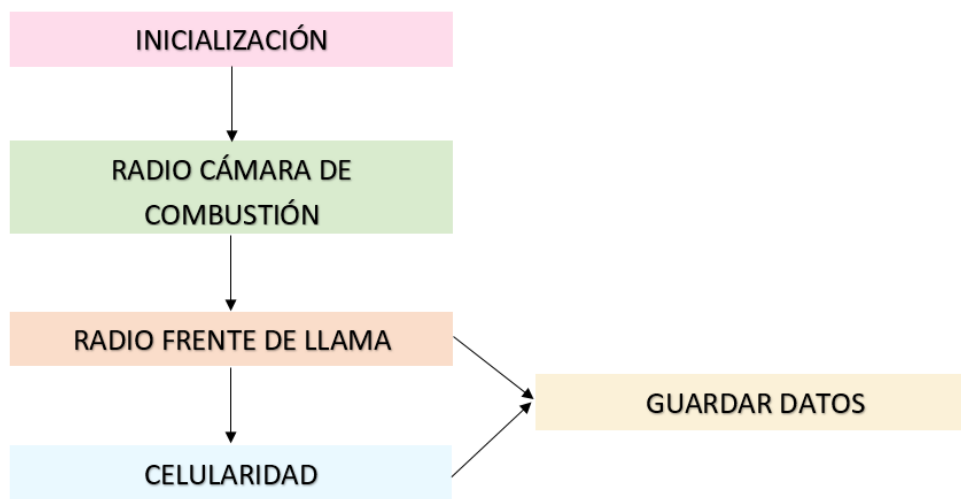 INICIALIZACIÓN
RADIO CÁMARA DE
COMBUSTIÓN
RADIO FRENTE DE LLAMA
GUARDAR DATOS
CELULARIDAD